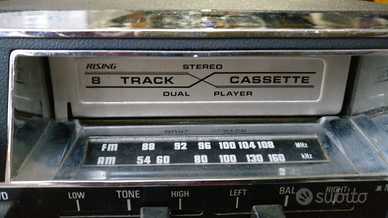 RISING STEREO
8 TRACK CASSETTE
DUAL PLAYER
FM 88 92 96 100 104 108 MHz
AM 54 60 80 100 130 160 kHz
LOW TONE HIGH LEFT BAL RIGHT
subito